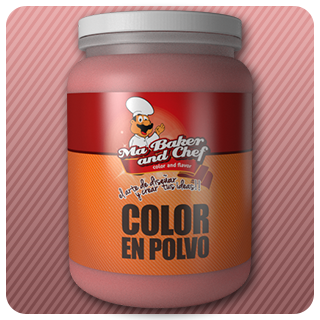 Ma Baker
and Chef
color and flavor
el arte de diseñar
y crear tus ideas!!!
COLOR
EN POLVO